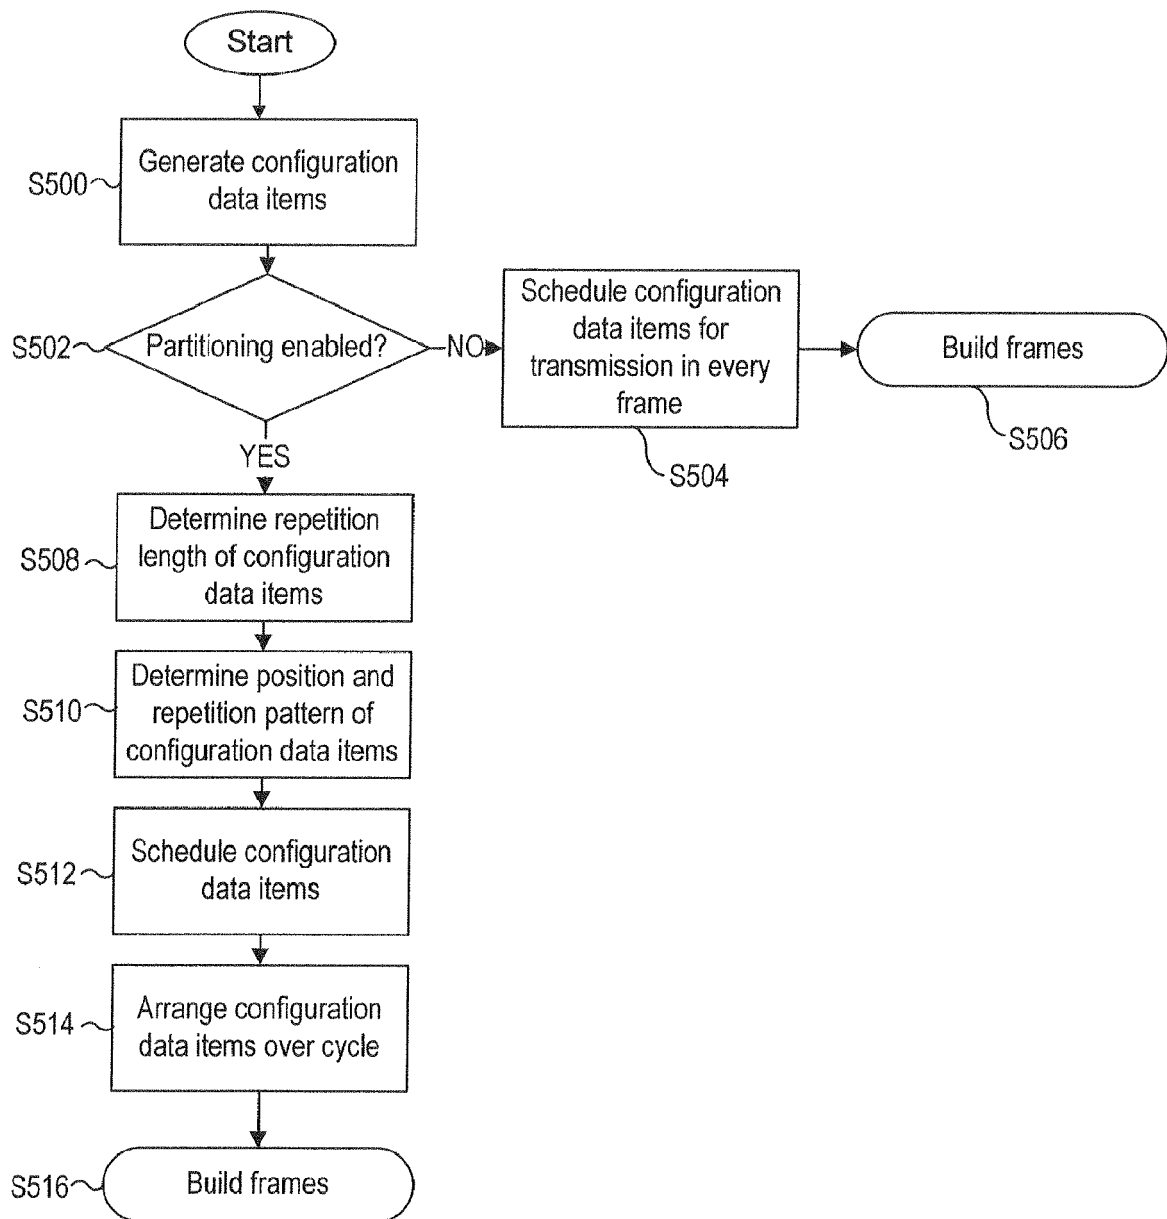 Start
S500
Generate configuration
data items
S502
Partitioning enabled?
NO
Schedule configuration
data items for
transmission in every
frame
S504
Build frames
S506
YES
S508
Determine repetition
length of configuration
data items
S510
Determine position and
repetition pattern of
configuration data items
S512
Schedule configuration
data items
S514
Arrange configuration
data items over cycle
S516
Build frames